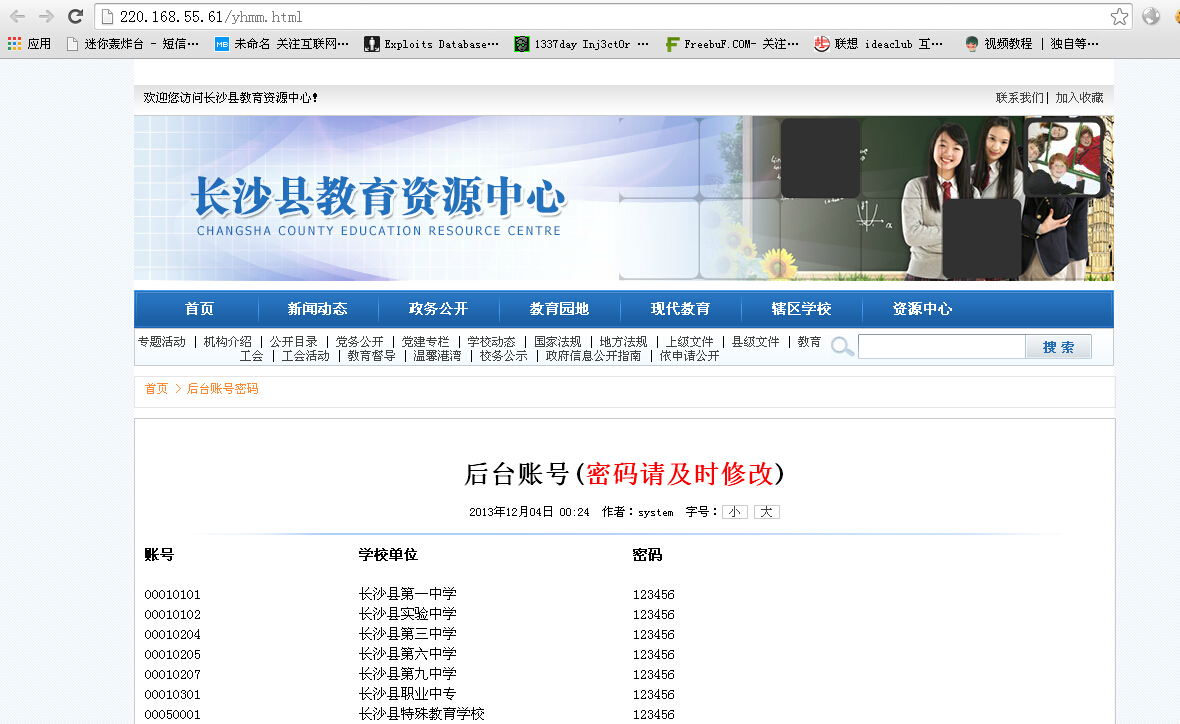 220.168.55.61/yhmm.html
应用 迷你轰炸台 - 短信… MB 未命名 关注互联网… Exploits Database… 1337day Inj3ct0r … FreebuF.COM- 关注… 联想 ideaclub 互… 视频教程 | 独自等…
欢迎您访问长沙县教育资源中心! 联系我们| 加入收藏
长沙县教育资源中心
CHANGSHA COUNTY EDUCATION RESOURCE CENTRE
首页 新闻动态 政务公开 教育园地 现代教育 辖区学校 资源中心
专题活动 | 机构介绍 | 公开目录 | 党务公开 | 党建专栏 | 学校动态 | 国家法规 | 地方法规 | 上级文件 | 县级文件 | 教育
工会 | 工会活动 | 教育督导 | 温馨港湾 | 校务公示 | 政府信息公开指南 | 依申请公开
搜 索
首页 > 后台账号密码
后台账号(密码请及时修改)
2013年12月04日 00:24 作者：system 字号： 小 大
账号 学校单位 密码
00010101 长沙县第一中学 123456
00010102 长沙县实验中学 123456
00010204 长沙县第三中学 123456
00010205 长沙县第六中学 123456
00010207 长沙县第九中学 123456
00010301 长沙县职业中专 123456
00050001 长沙县特殊教育学校 123456